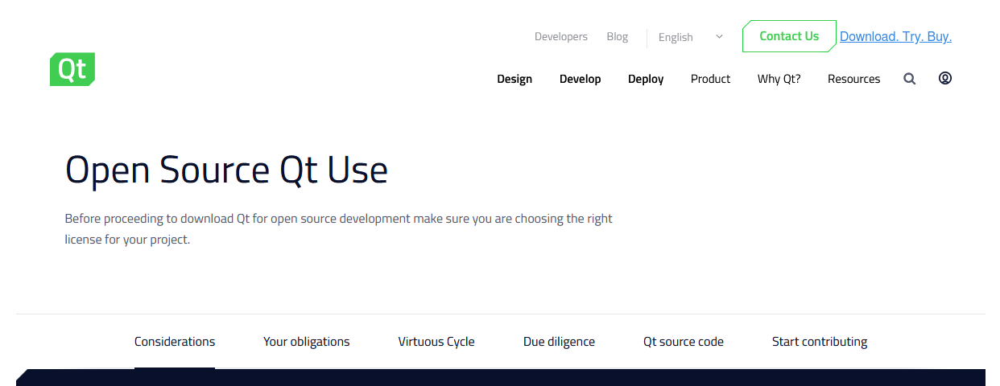 Developers Blog English Contact Us Download. Try. Buy.
Qt
Design Develop Deploy Product Why Qt? Resources
Open Source Qt Use
Before proceeding to download Qt for open source development make sure you are choosing the right
license for your project.
Considerations Your obligations Virtuous Cycle Due diligence Qt source code Start contributing